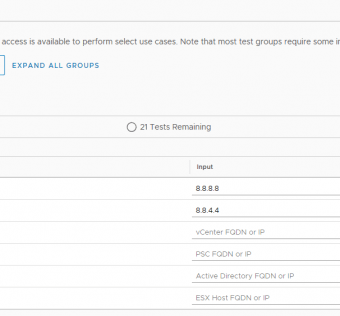 access is available to perform select use cases. Note that most test groups require some
EXPAND ALL GROUPS
21 Tests Remaining
Input
8.8.8.8
8.8.4.4
vCenter FQDN or IP
PSC FQDN or IP
Active Directory FQDN or IP
ESX Host FQDN or IP